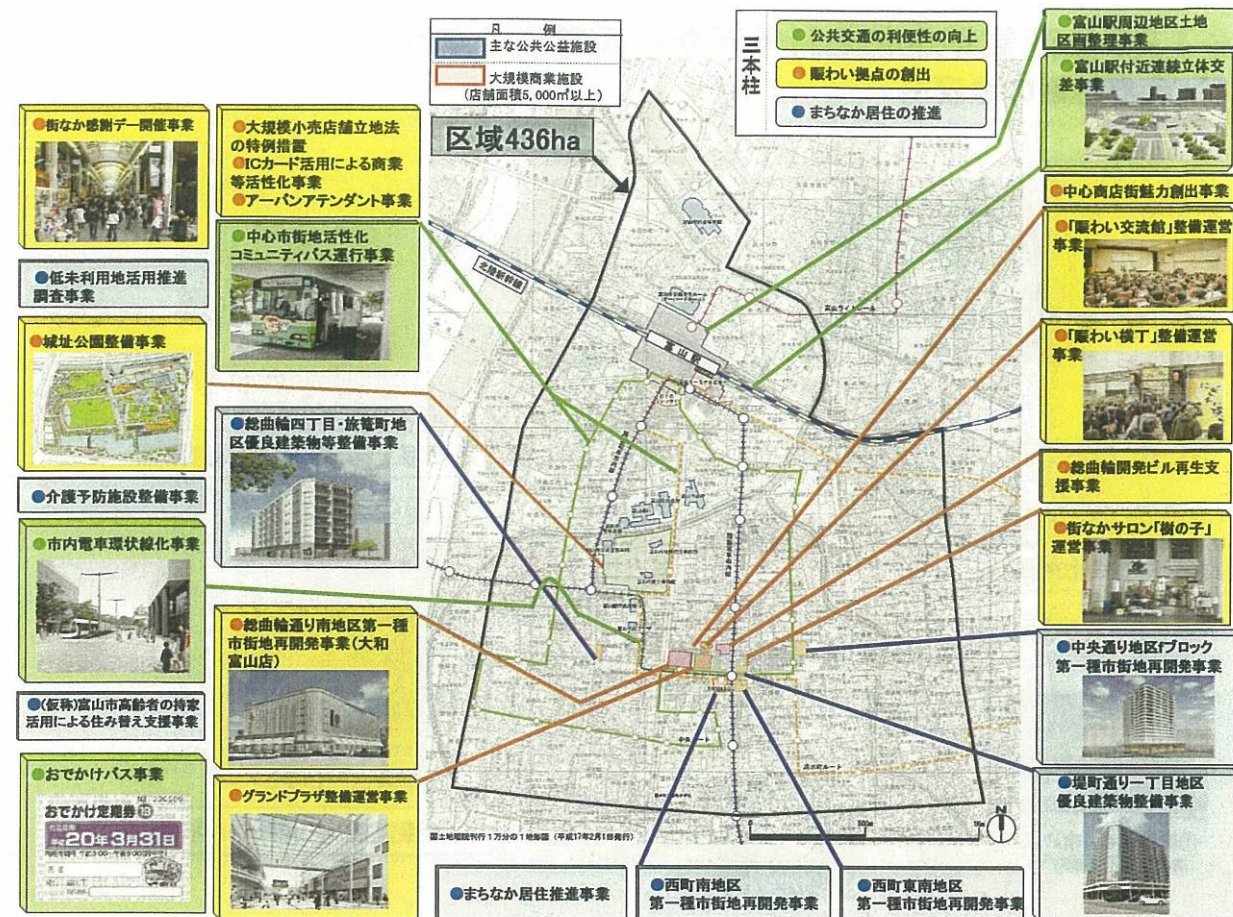 凡 例
主な公共公益施設
大規模商業施設
(店舗面積5,000㎡以上)
三本柱
●公共交通の利便性の向上
●賑わい拠点の創出
●まちなか居住の推進
区域436ha
●街なか感謝デー開催事業
●低未利用地活用推進
調査事業
●城址公園整備事業
●介護予防施設整備事業
●市内電車環状線化事業
●(仮称)富山市高齢者の持家
活用による住み替え支援事業
●おでかけパス事業
おでかけ定期券
平成20年3月31日
●大規模小売店舗立地法
の特例措置
●ICカード活用による商業
等活性化事業
●アーバンアテンダント事業
●中心市街地活性化
コミュニティバス運行事業
●総曲輪四丁目・旅篭町地
区優良建築物等整備事業
●総曲輪通り南地区第一種
市街地再開発事業(大和
富山店)
●グランドプラザ整備運営事業
北陸新幹線
富山駅
富山ライトレール
中央ルート
清水町ルート
国土地理院刊行1万分の1地形図 (平成17年2月1日発行)
0
500m
1Km
N
●富山駅周辺地区土地
区画整理事業
●富山駅付近連続立体交
差事業
●中心商店街魅力創出事業
●「賑わい交流館」整備運営
事業
●「賑わい横丁」整備運営
事業
●総曲輪開発ビル再生支
援事業
●街なかサロン「樹の子」
運営事業
●中央通り地区fブロック
第一種市街地再開発事業
●堤町通り一丁目地区
優良建築物整備事業
●まちなか居住推進事業
●西町南地区
第一種市街地再開発事業
●西町東南地区
第一種市街地再開発事業